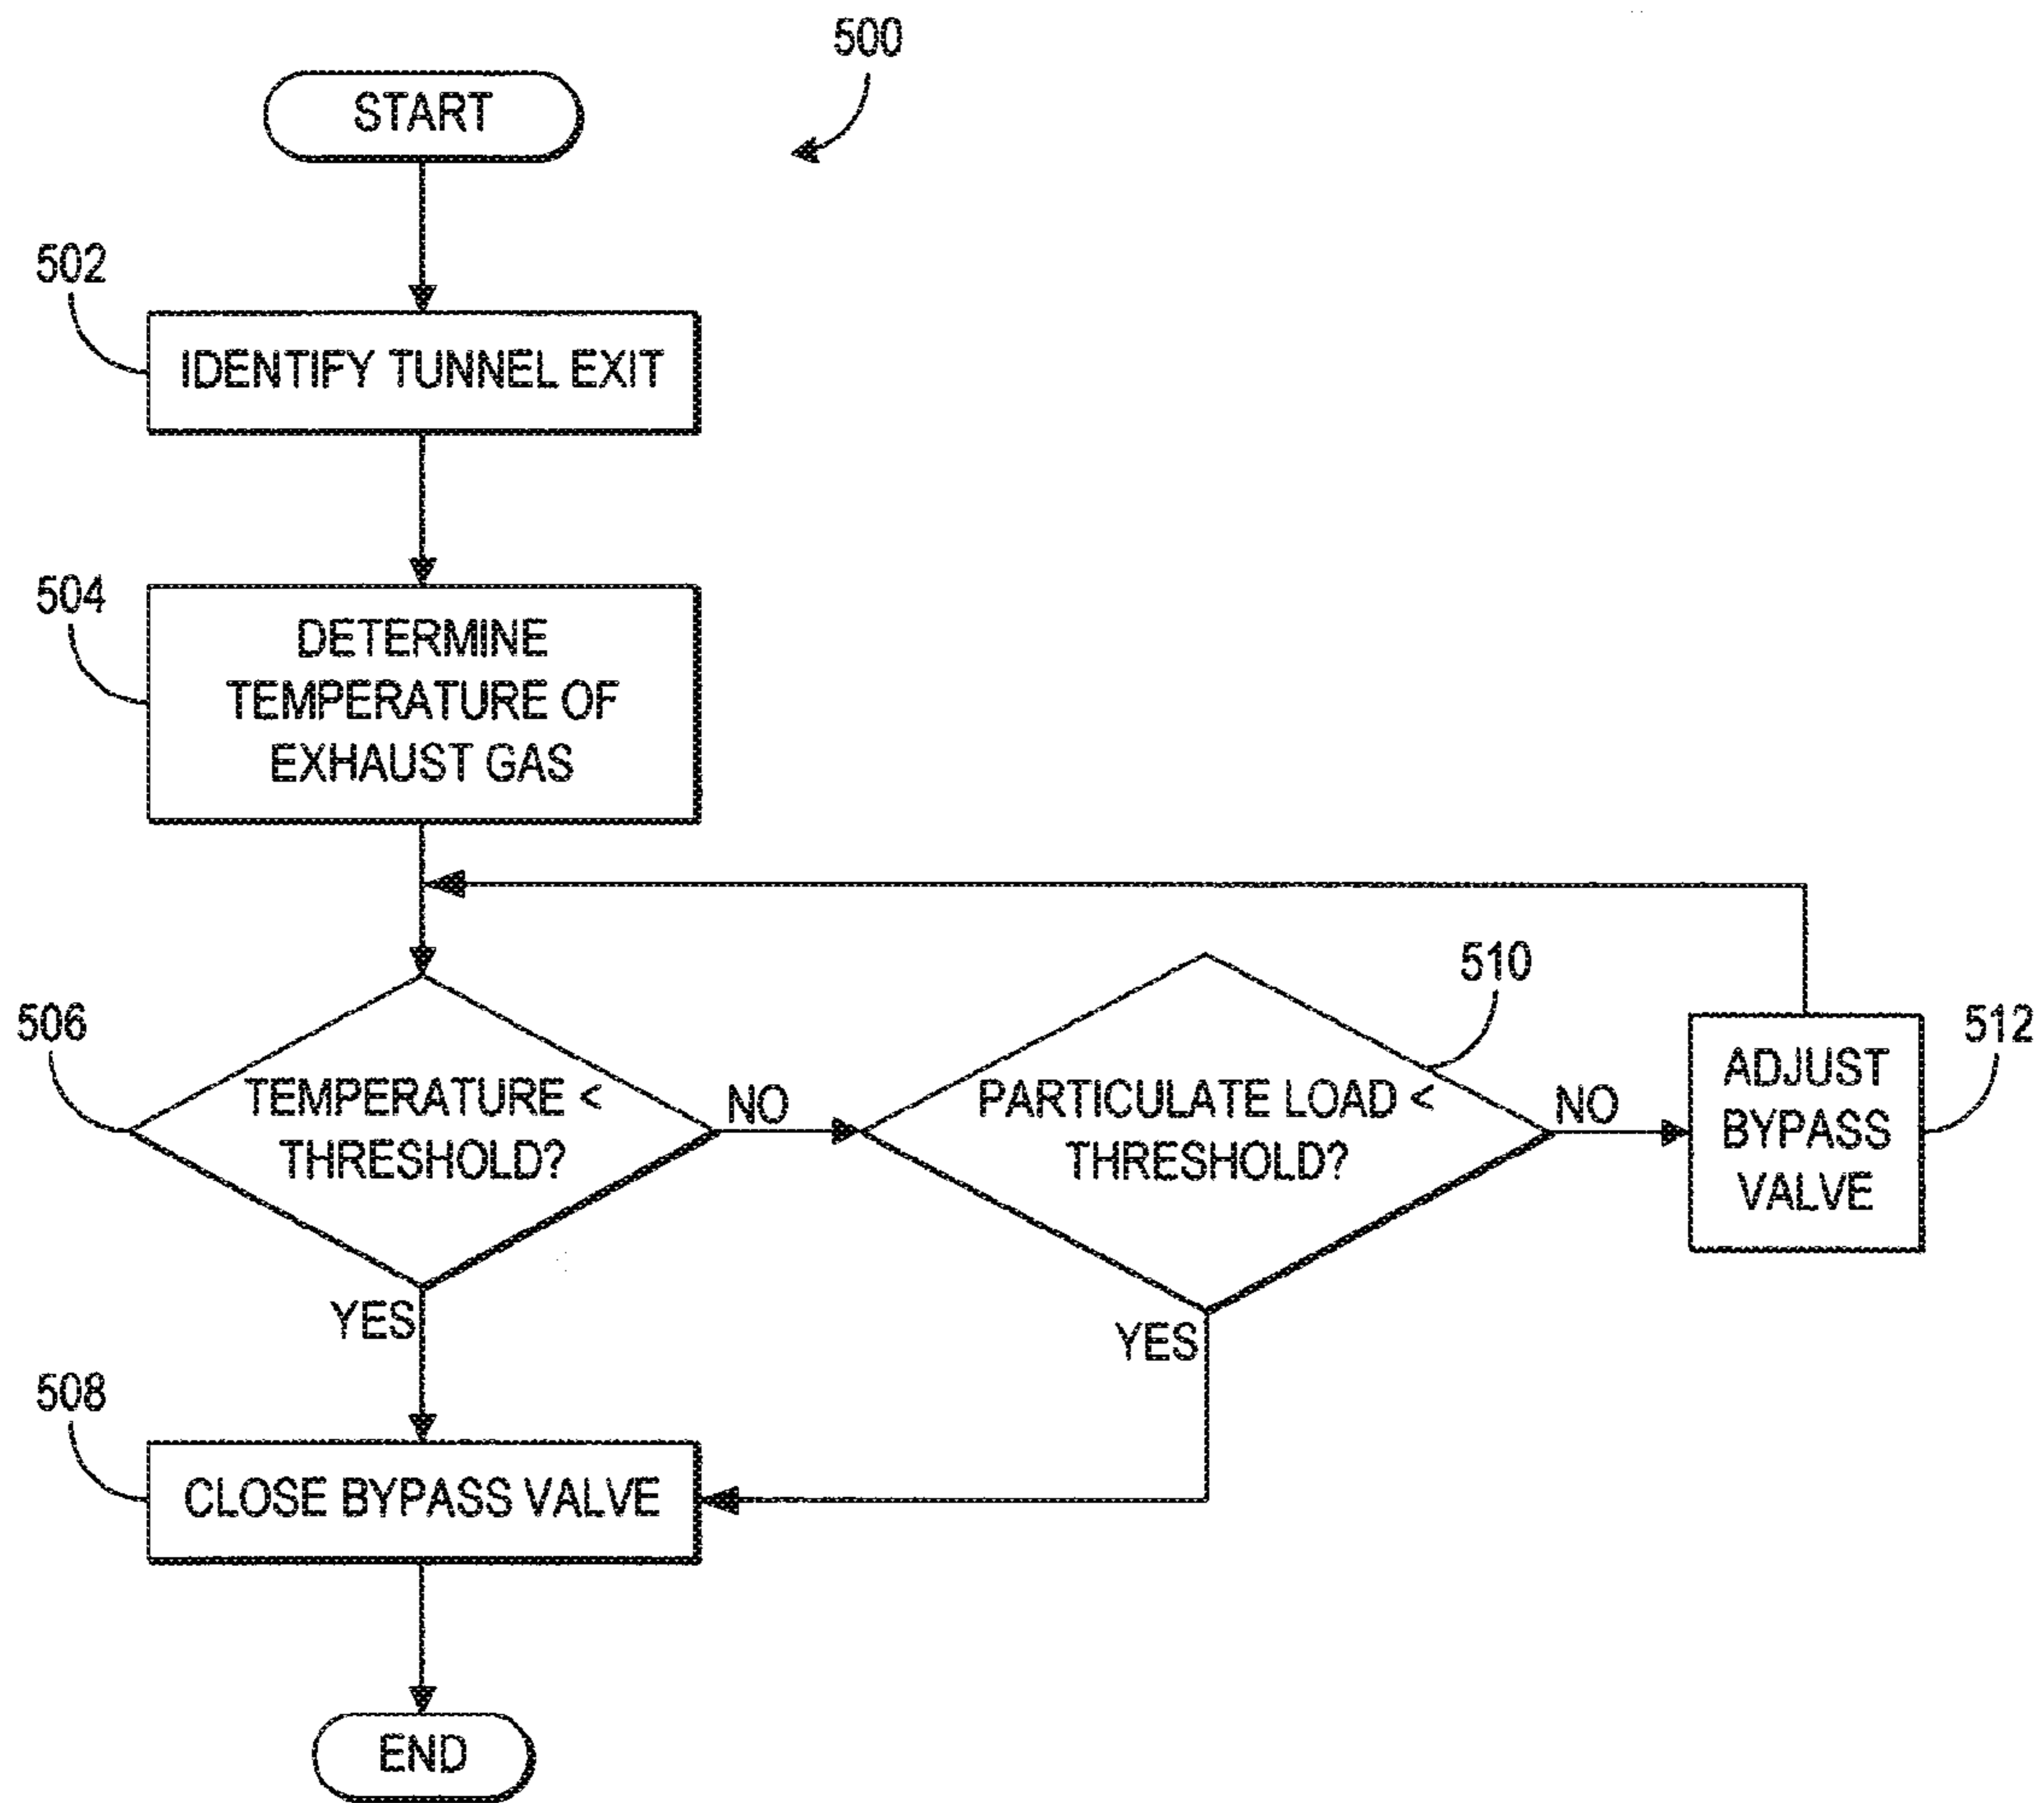 500
START
502
IDENTIFY TUNNEL EXIT
504
DETERMINE
TEMPERATURE OF
EXHAUST GAS
506
TEMPERATURE <
THRESHOLD?
NO
510
PARTICULATE LOAD <
THRESHOLD?
NO
512
ADJUST
BYPASS
VALVE
YES
YES
508
CLOSE BYPASS VALVE
END